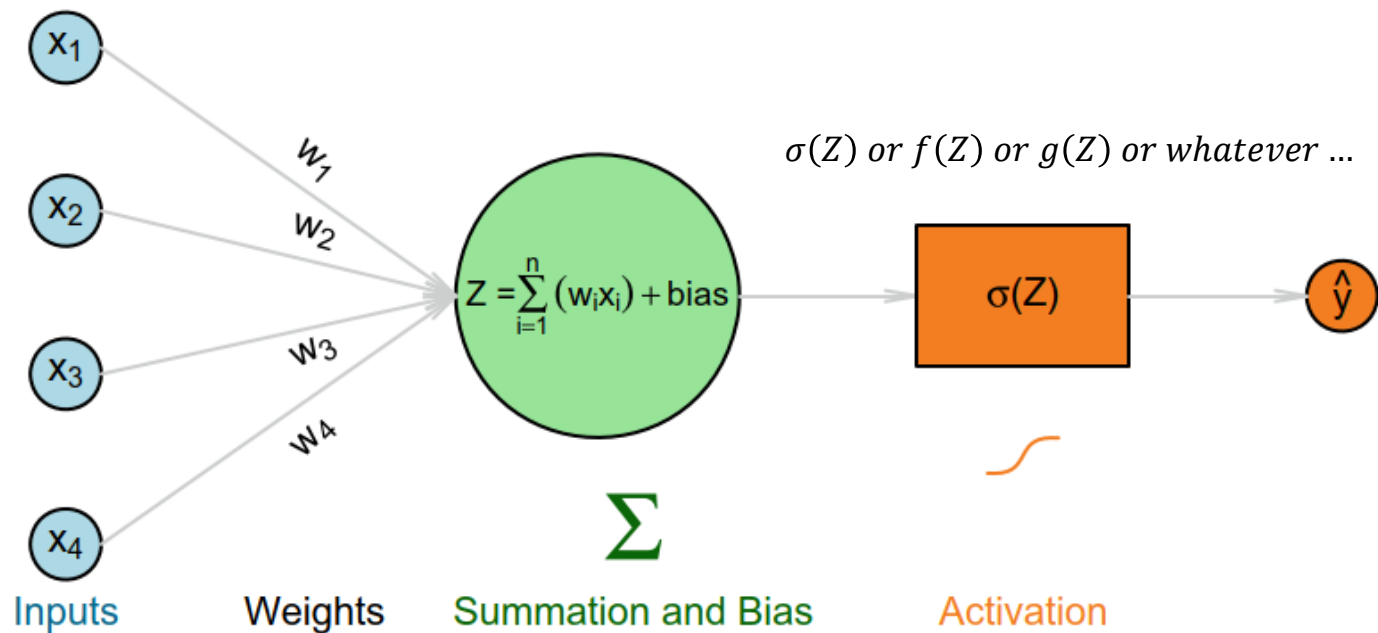 x₁
w₁
σ(Z) or f(Z) or g(Z) or whatever ...
x₂
w₂
Z = ∑ⁿᵢ₌₁ (wᵢxᵢ) + bias
σ(Z)
ŷ
x₃
w₃
w₄
x₄
Σ
Inputs
Weights
Summation and Bias
Activation